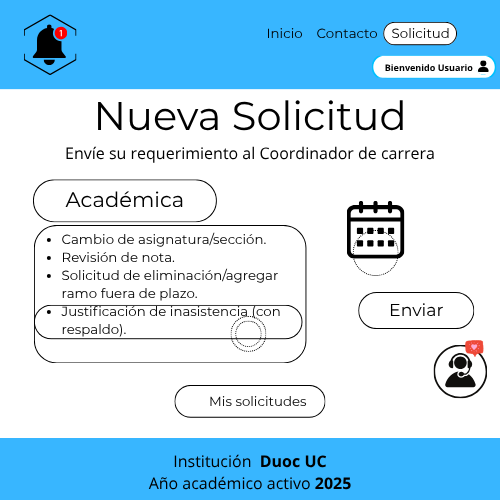 1
Inicio Contacto Solicitud
Bienvenido Usuario
Nueva Solicitud
Envíe su requerimiento al Coordinador de carrera
Académica
• Cambio de asignatura/sección.
• Revisión de nota.
• Solicitud de eliminación/agregar
ramo fuera de plazo.
• Justificación de inasistencia (con
respaldo).
Enviar
Mis solicitudes
Institución Duoc UC
Año académico activo 2025